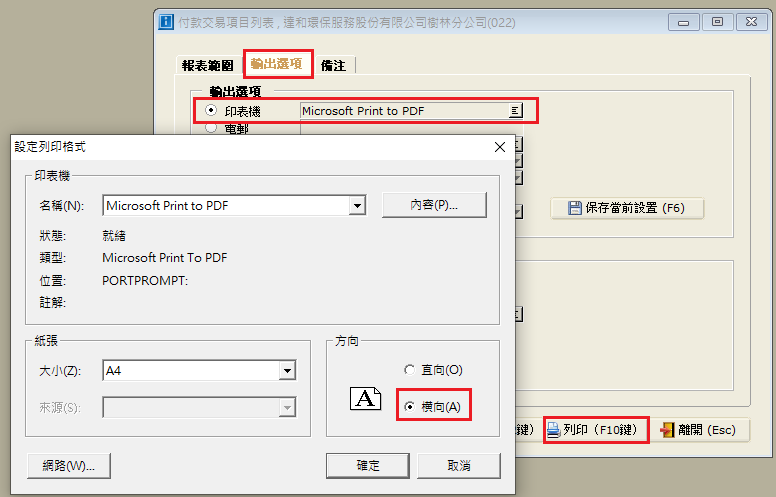 付款交易項目列表 , 達和環保服務股份有限公司樹林分公司(022)
報表範圍
輸出選項
備注
輸出選項
印表機
Microsoft Print to PDF
電郵
保存當前設置 (F6)
設定列印格式
印表機
名稱(N):
Microsoft Print to PDF
內容(P)...
狀態:
就緒
類型:
Microsoft Print To PDF
位置:
PORTPROMPT:
註解:
紙張
大小(Z):
A4
來源(S):
方向
A
直向(O)
橫向(A)
網路(W)...
確定
取消
鍵)
列印 (F10鍵)
離開 (Esc)